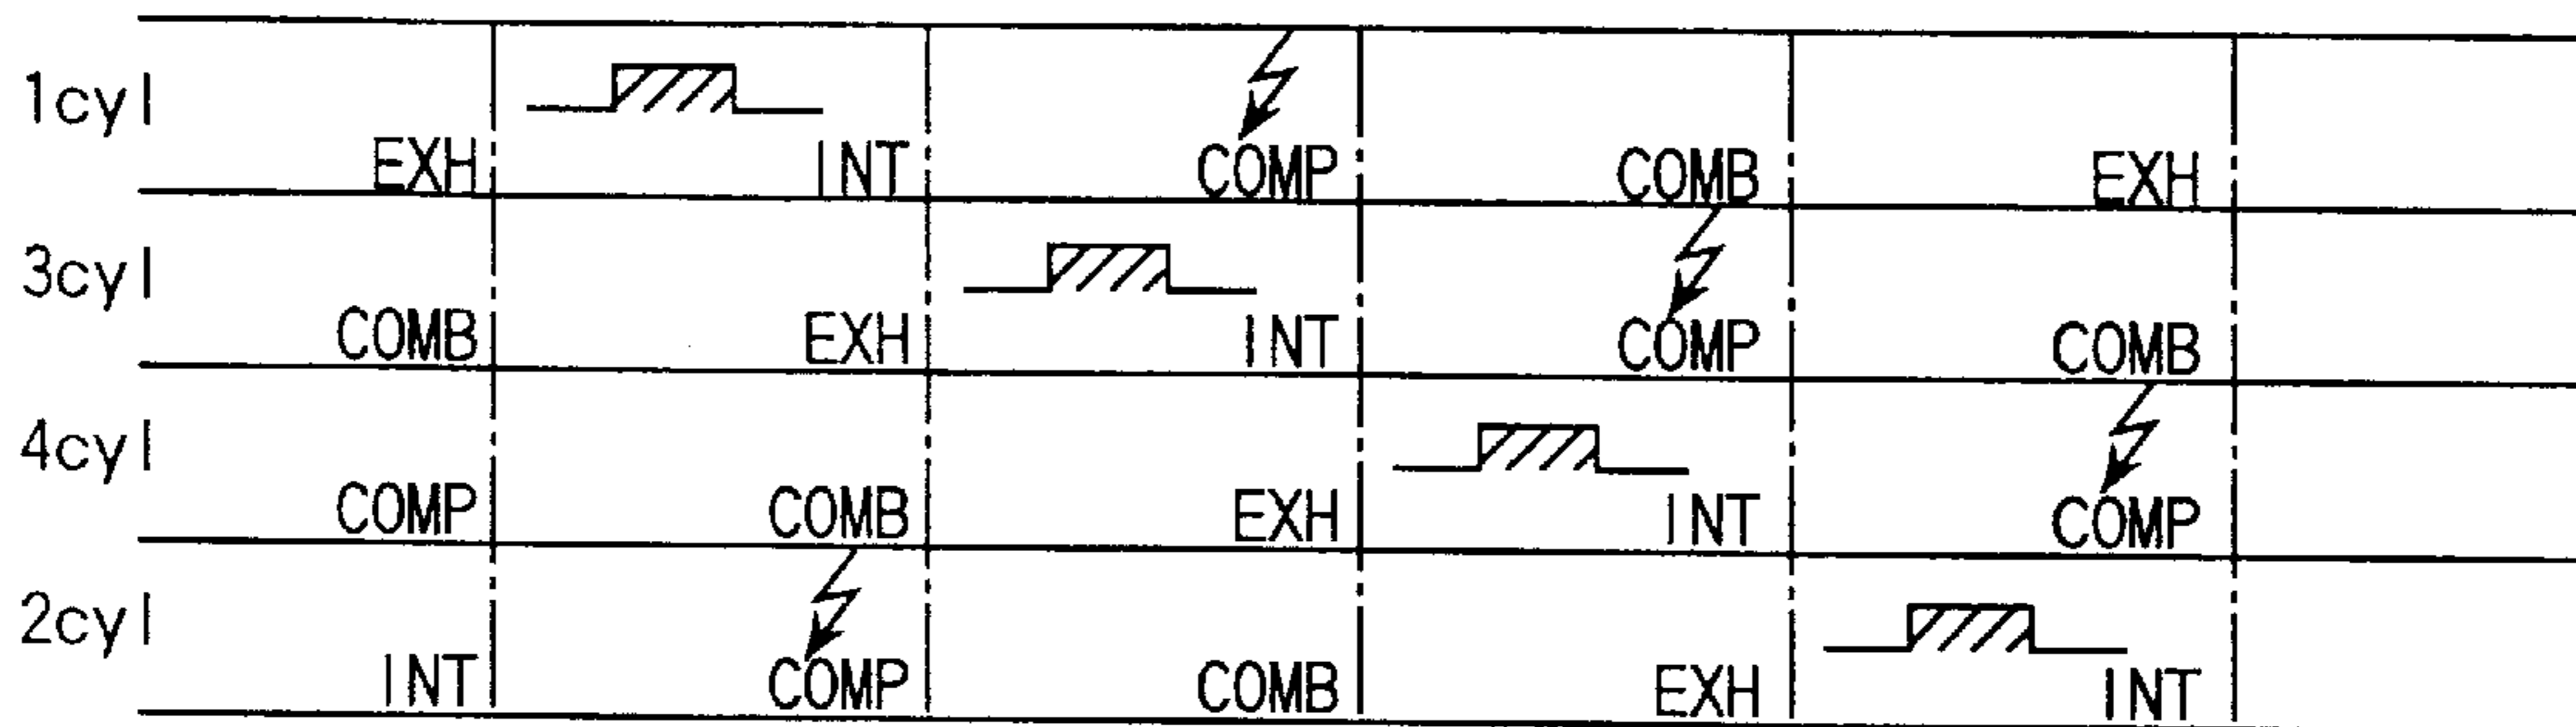 1cyl EXH INT COMP COMB EXH
3cyl COMB EXH INT COMP COMB
4cyl COMP COMB EXH INT COMP
2cyl INT COMP COMB EXH INT